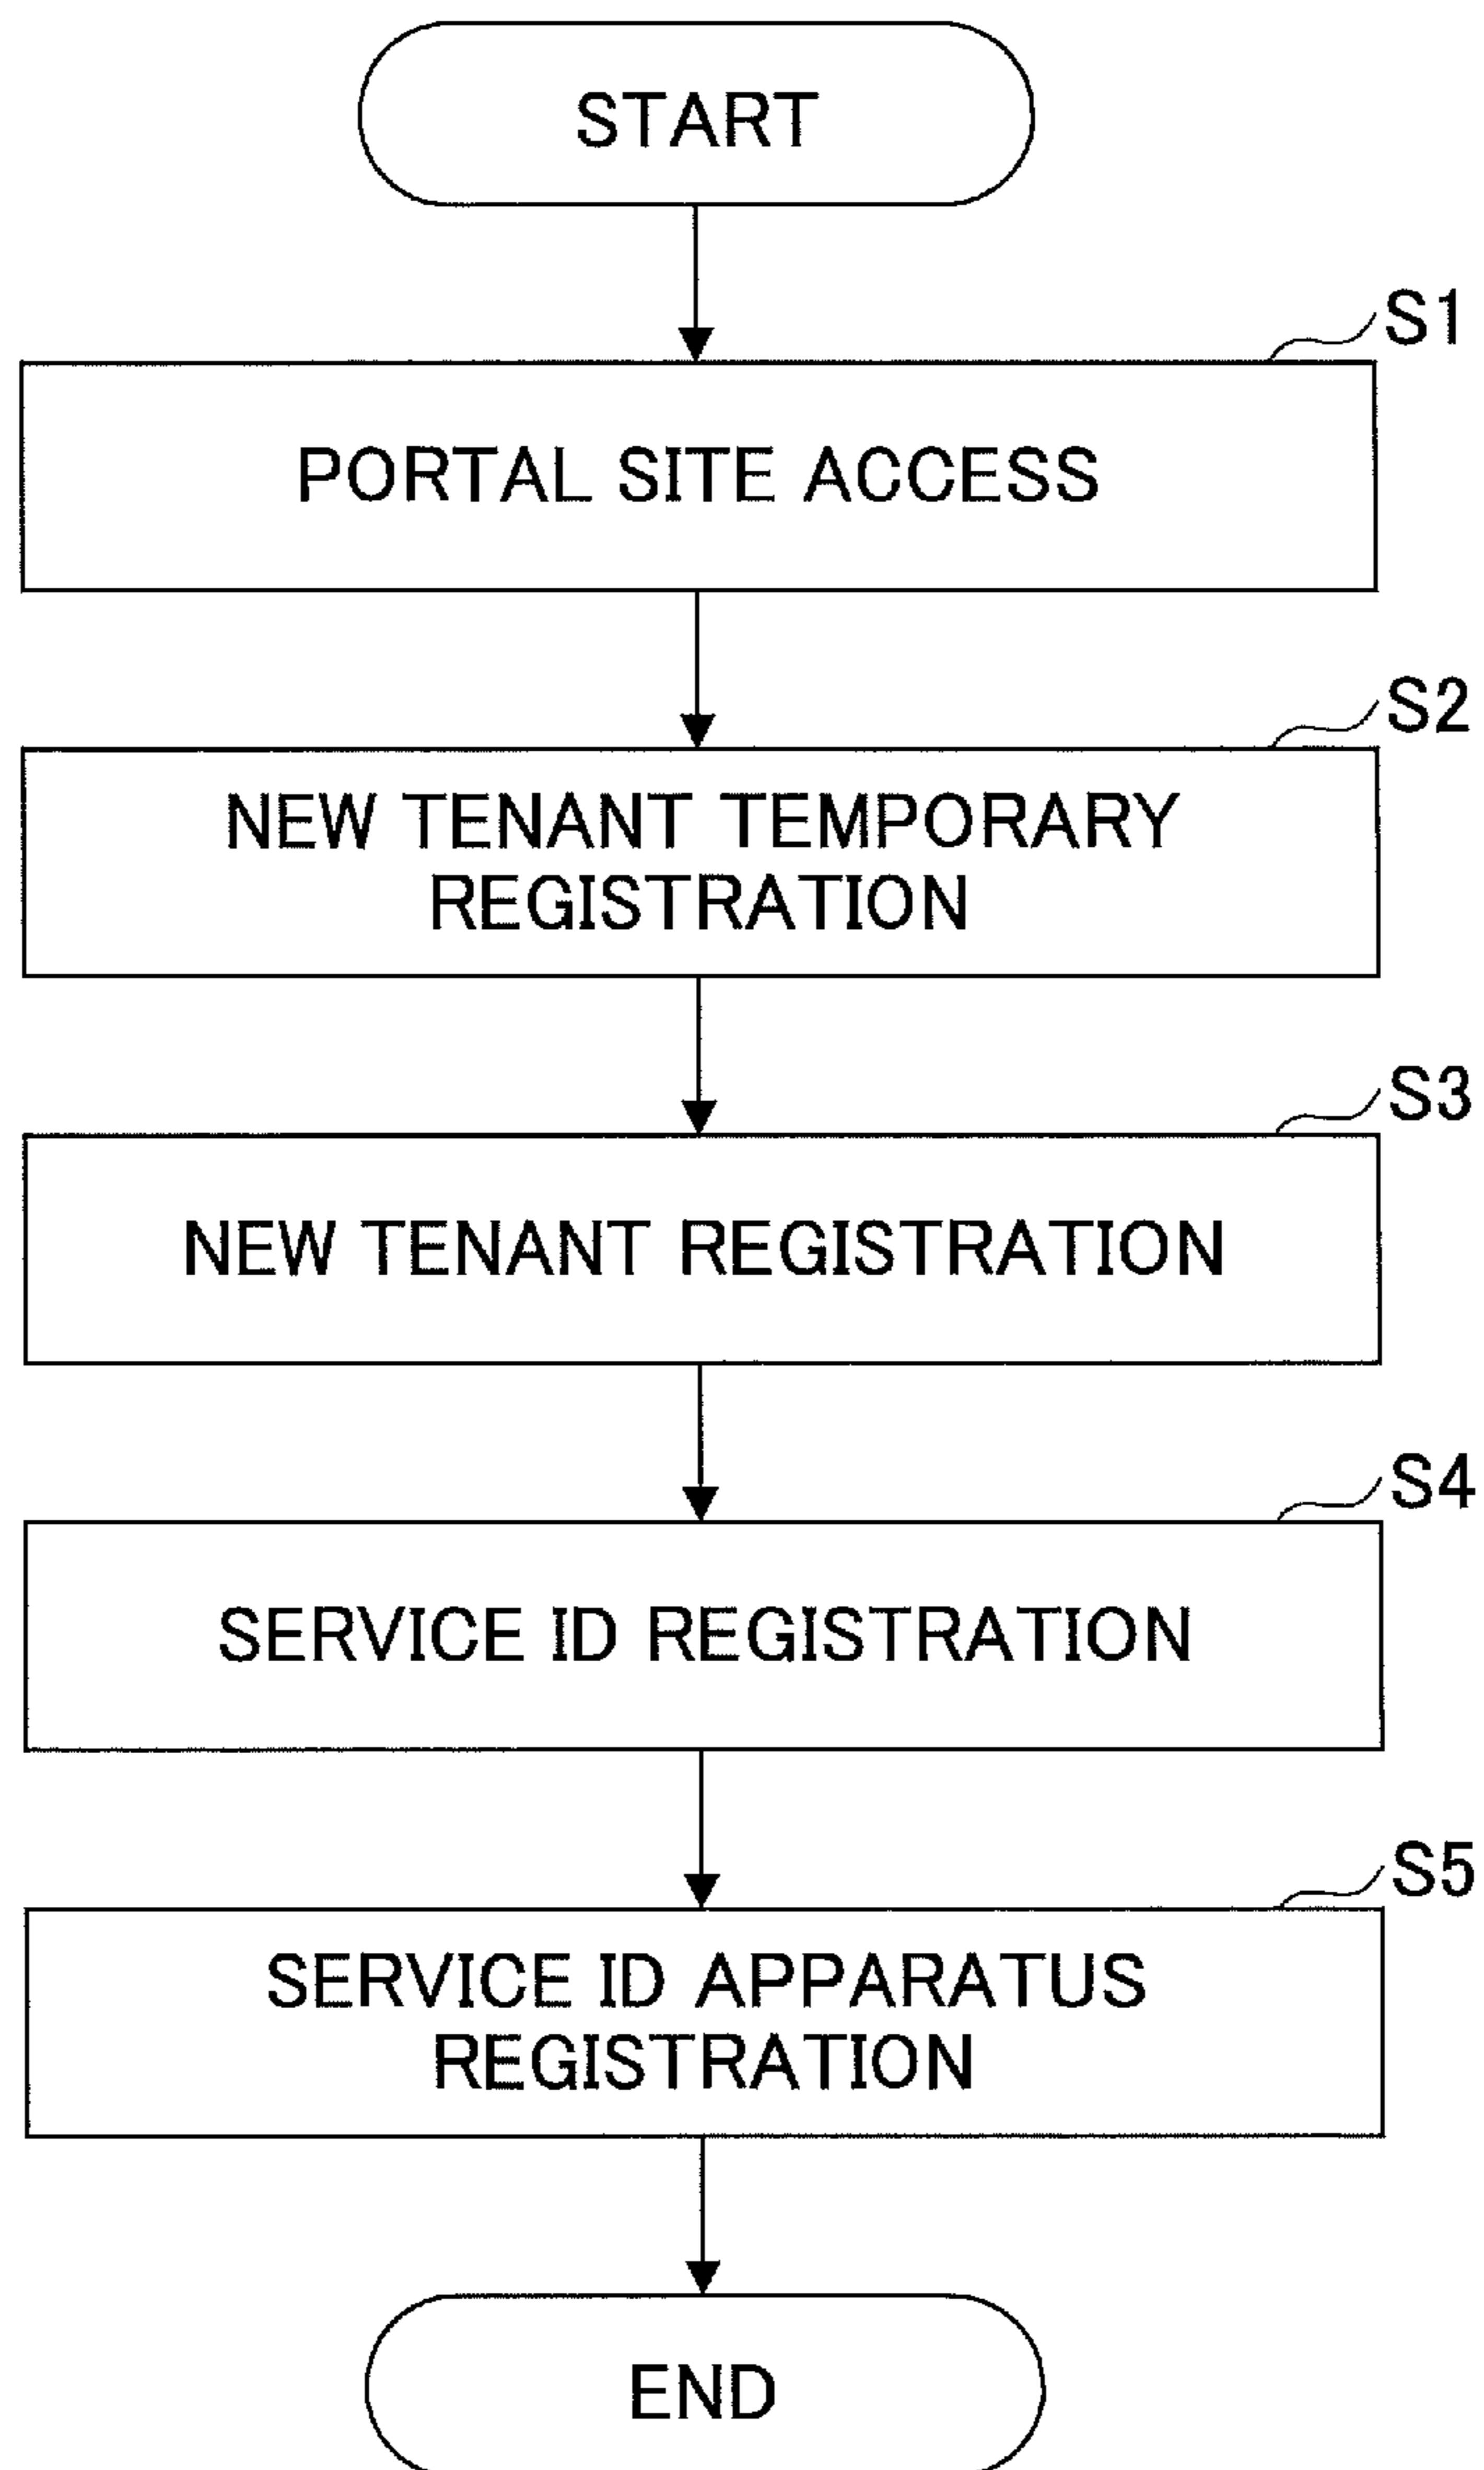 START
S1
PORTAL SITE ACCESS
S2
NEW TENANT TEMPORARY
REGISTRATION
S3
NEW TENANT REGISTRATION
S4
SERVICE ID REGISTRATION
S5
SERVICE ID APPARATUS
REGISTRATION
END